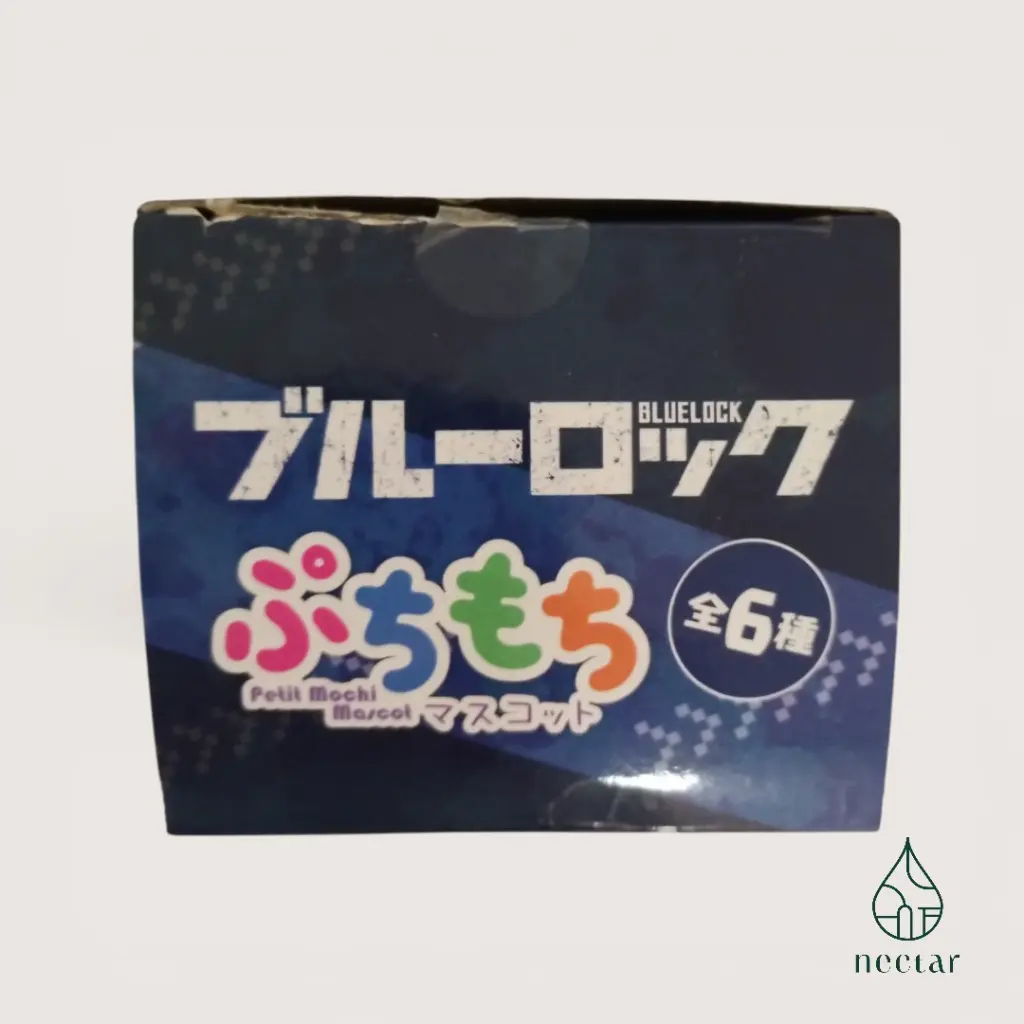 ブルーロック
BLUELOCK
ぷちもち
全6種
Petit Mochi
Mascot マスコット
nectar